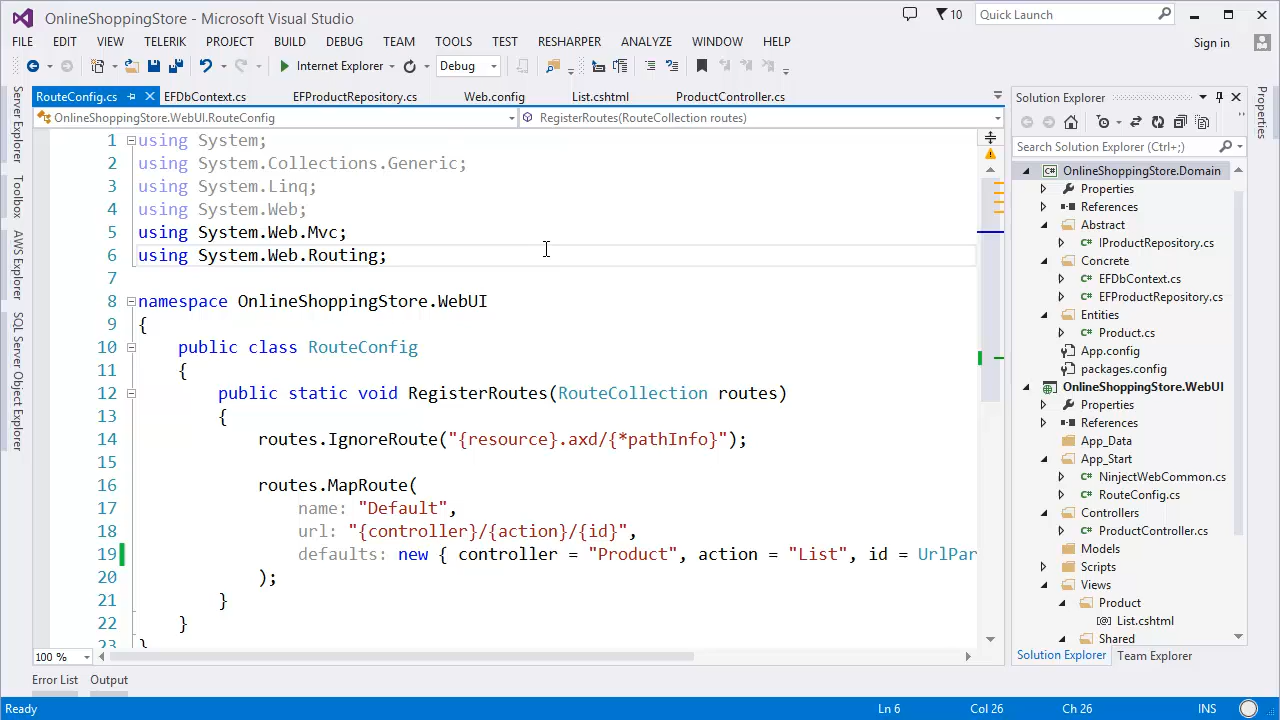 OnlineShoppingStore - Microsoft Visual Studio
10
Quick Launch
FILE EDIT VIEW TELERIK PROJECT BUILD DEBUG TEAM TOOLS TEST RESHARPER ANALYZE WINDOW HELP
Sign in
Internet Explorer
Debug
RouteConfig.cs EFDbContext.cs EFProductRepository.cs Web.config List.cshtml ProductController.cs
OnlineShoppingStore.WebUI.RouteConfig
RegisterRoutes(RouteCollection routes)
Server Explorer
Toolbox
AWS Explorer
SQL Server Object Explorer
1 using System;
2 using System.Collections.Generic;
3 using System.Linq;
4 using System.Web;
5 using System.Web.Mvc;
6 using System.Web.Routing;
7
8 namespace OnlineShoppingStore.WebUI
9 {
10 public class RouteConfig
11 {
12 public static void RegisterRoutes(RouteCollection routes)
13 {
14 routes.IgnoreRoute("{resource}.axd/{*pathInfo}");
15
16 routes.MapRoute(
17 name: "Default",
18 url: "{controller}/{action}/{id}",
19 defaults: new { controller = "Product", action = "List", id = UrlPar
20 );
21 }
22 }
23 }
100 %
Error List Output
Solution Explorer
Search Solution Explorer (Ctrl+;)
OnlineShoppingStore.Domain
Properties
References
Abstract
IProductRepository.cs
Concrete
EFDbContext.cs
EFProductRepository.cs
Entities
Product.cs
App.config
packages.config
OnlineShoppingStore.WebUI
Properties
References
App_Data
App_Start
NinjectWebCommon.cs
RouteConfig.cs
Controllers
ProductController.cs
Models
Scripts
Views
Product
List.cshtml
Shared
Solution Explorer Team Explorer
Properties
Ready
Ln 6 Col 26 Ch 26 INS